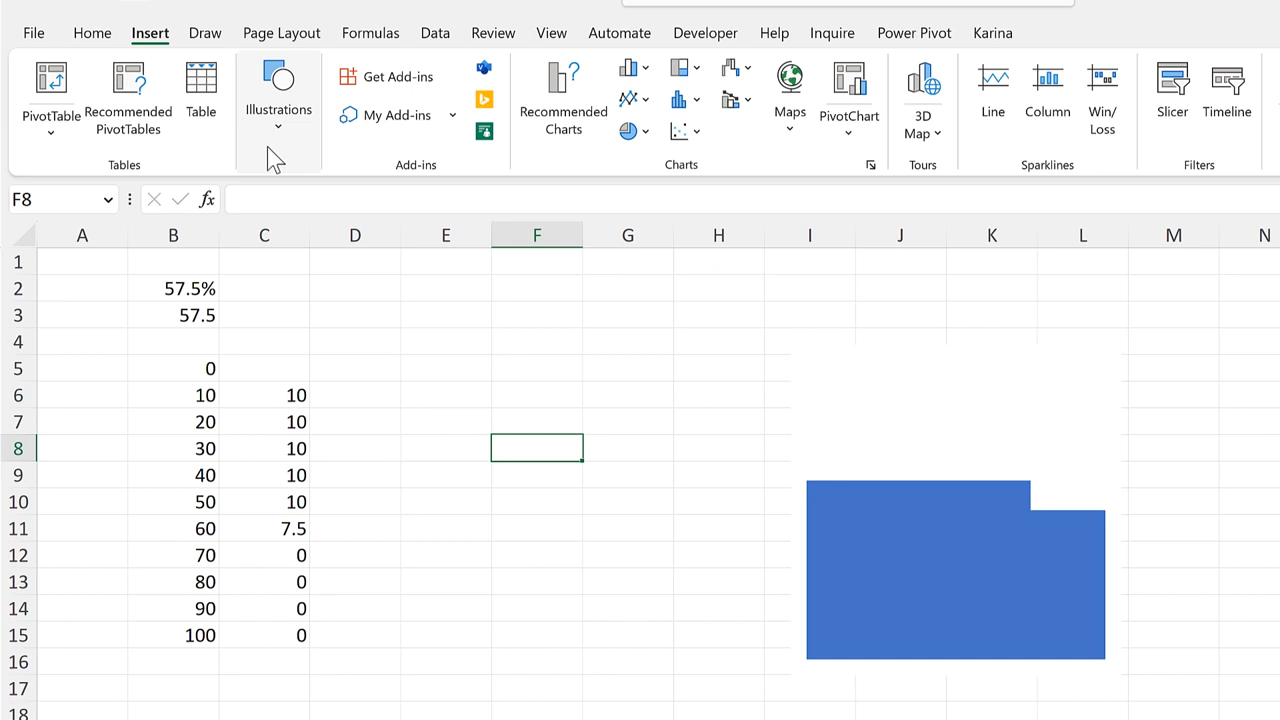 File Home Insert Draw Page Layout Formulas Data Review View Automate Developer Help Inquire Power Pivot Karina
PivotTable
Recommended
PivotTables
Table
Tables
Illustrations
Get Add-ins
My Add-ins
Add-ins
Recommended
Charts
Maps
PivotChart
Charts
3D
Map
Tours
Line
Column
Win/
Loss
Sparklines
Slicer
Timeline
Filters
F8 fx
A B C D E F G H I J K L M N
1
2 57.5%
3 57.5
4
5 0
6 10 10
7 20 10
8 30 10
9 40 10
10 50 10
11 60 7.5
12 70 0
13 80 0
14 90 0
15 100 0
16
17
18